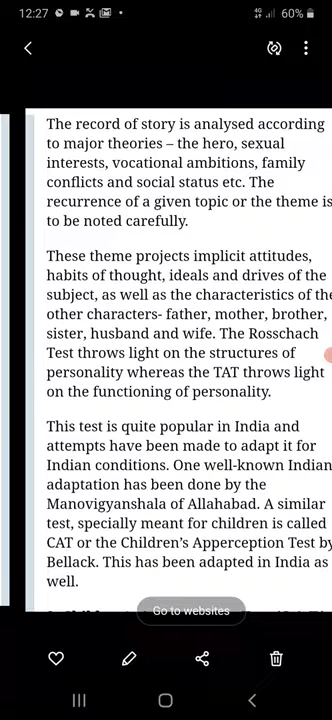 12:27
4G
60%
The record of story is analysed according
to major theories – the hero, sexual
interests, vocational ambitions, family
conflicts and social status etc. The
recurrence of a given topic or the theme is
to be noted carefully.
These theme projects implicit attitudes,
habits of thought, ideals and drives of the
subject, as well as the characteristics of the
other characters- father, mother, brother,
sister, husband and wife. The Rosschach
Test throws light on the structures of
personality whereas the TAT throws light
on the functioning of personality.
This test is quite popular in India and
attempts have been made to adapt it for
Indian conditions. One well-known Indian
adaptation has been done by the
Manovigyanshala of Allahabad. A similar
test, specially meant for children is called
CAT or the Children's Apperception Test by
Bellack. This has been adapted in India as
well.
Go to websites